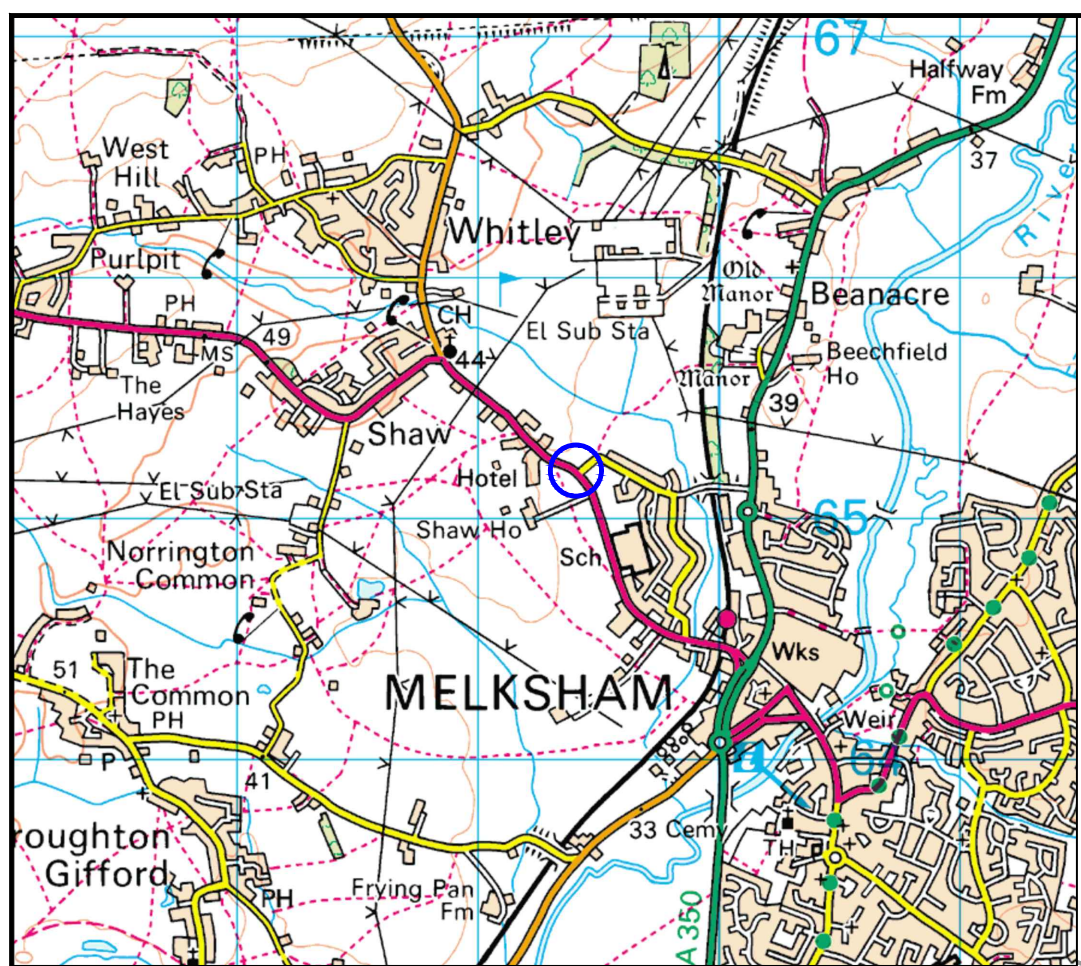 67
Halfway
Fm
West
Hill
PH
37
River
Whitley
Purlpit
Old
Manor
Beanacre
PH
CH
El Sub Sta
49
MS
44
Beechfield
Ho
The
Hayes
Manor
39
Shaw
Hotel
El Sub Sta
65
Shaw Ho
Norrington
Common
Sch
Wks
51
The
Common
MELKSHAM
PH
Weir
P
64
41
33
Cemy
roughton
Gifford
TH
PH
Frying Pan
Fm
A 350